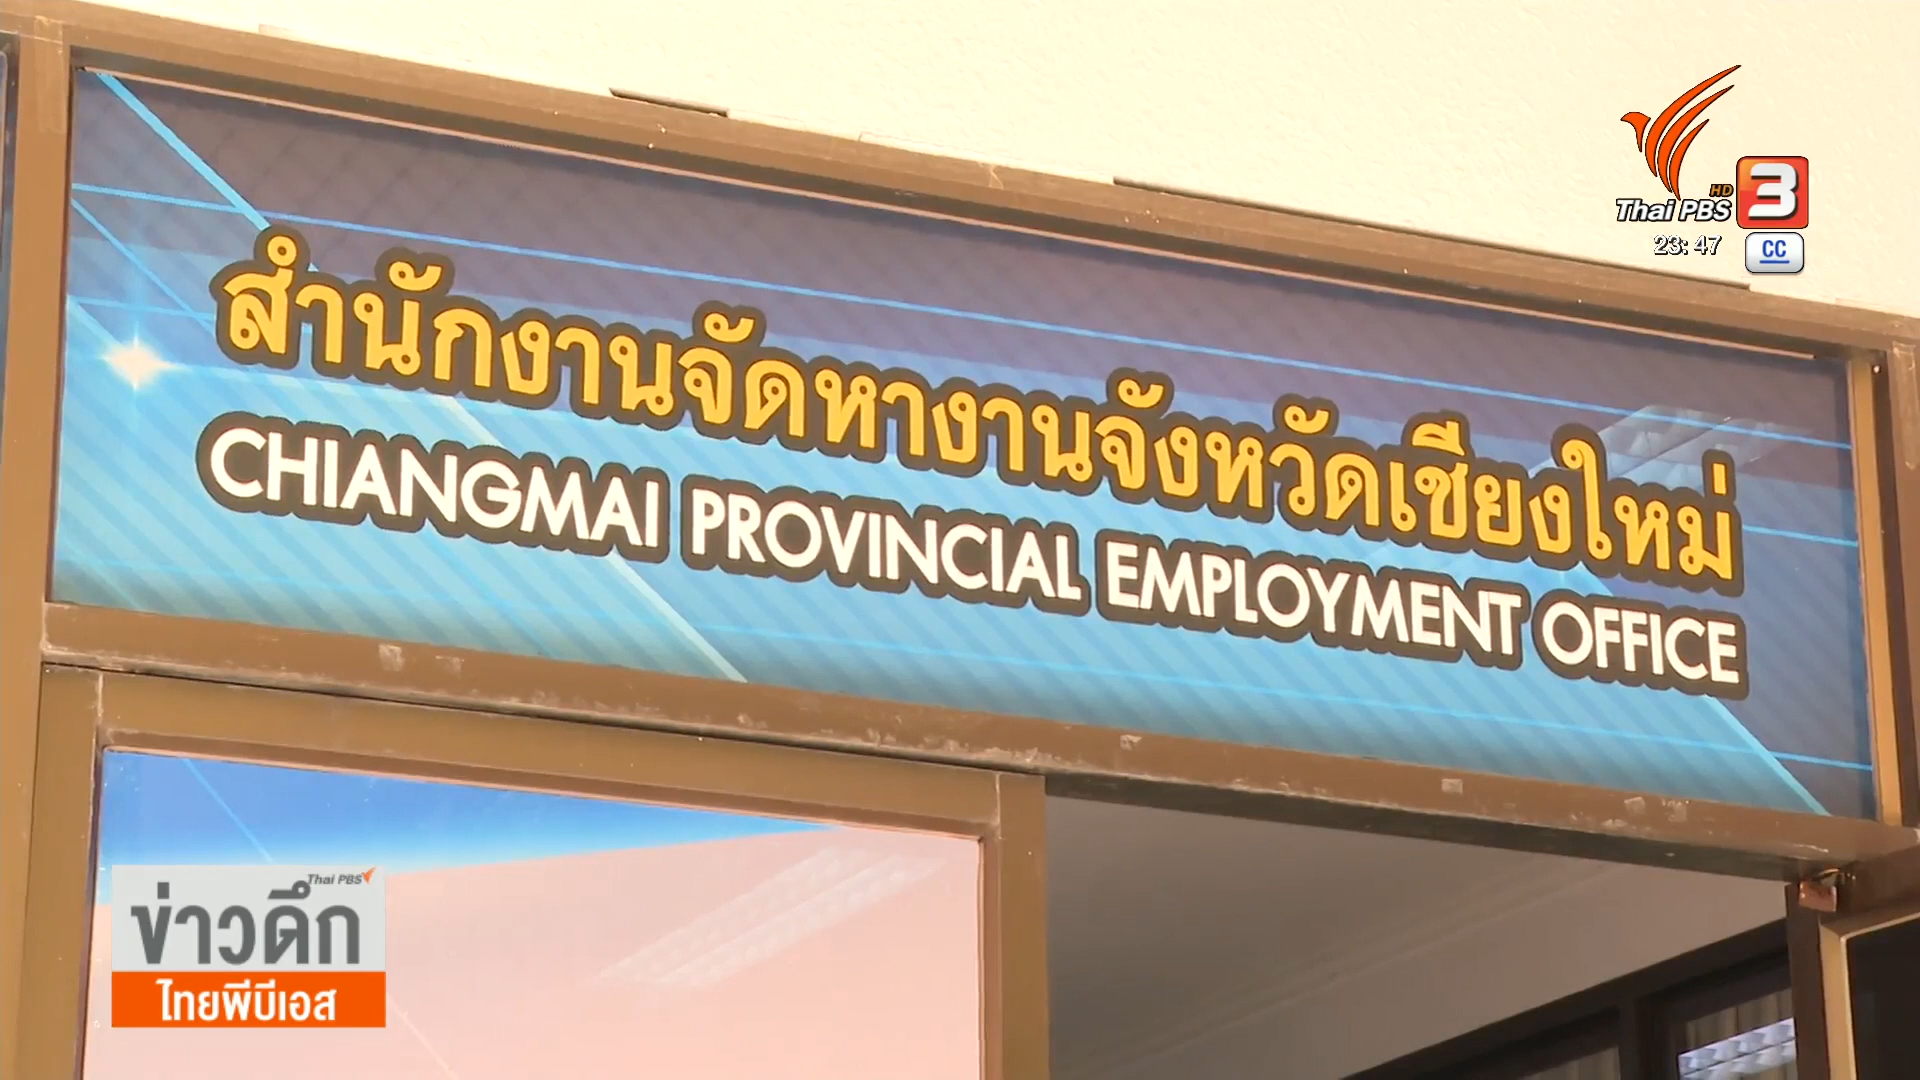 HD
Thai PBS 3
23:47 CC
สำนักงานจัดหางานจังหวัดเชียงใหม่
CHIANGMAI PROVINCIAL EMPLOYMENT OFFICE
Thai PBS
ข่าวดึก
ไทยพีบีเอส